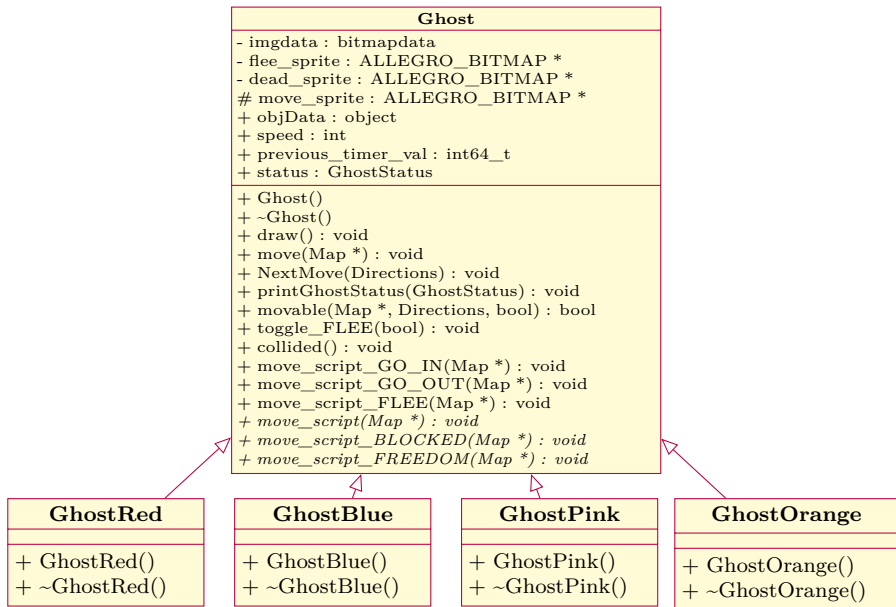 Ghost
- imgdata : bitmapdata
- flee_sprite : ALLEGRO_BITMAP *
- dead_sprite : ALLEGRO_BITMAP *
# move_sprite : ALLEGRO_BITMAP *
+ objData : object
+ speed : int
+ previous_timer_val : int64_t
+ status : GhostStatus
+ Ghost()
+ ~Ghost()
+ draw() : void
+ move(Map *) : void
+ NextMove(Directions) : void
+ printGhostStatus(GhostStatus) : void
+ movable(Map *, Directions, bool) : bool
+ toggle_FLEE(bool) : void
+ collided() : void
+ move_script_GO_IN(Map *) : void
+ move_script_GO_OUT(Map *) : void
+ move_script_FLEE(Map *) : void
+ move_script(Map *) : void
+ move_script_BLOCKED(Map *) : void
+ move_script_FREEDOM(Map *) : void
GhostRed
+ GhostRed()
+ ~GhostRed()
GhostBlue
+ GhostBlue()
+ ~GhostBlue()
GhostPink
+ GhostPink()
+ ~GhostPink()
GhostOrange
+ GhostOrange()
+ ~GhostOrange()